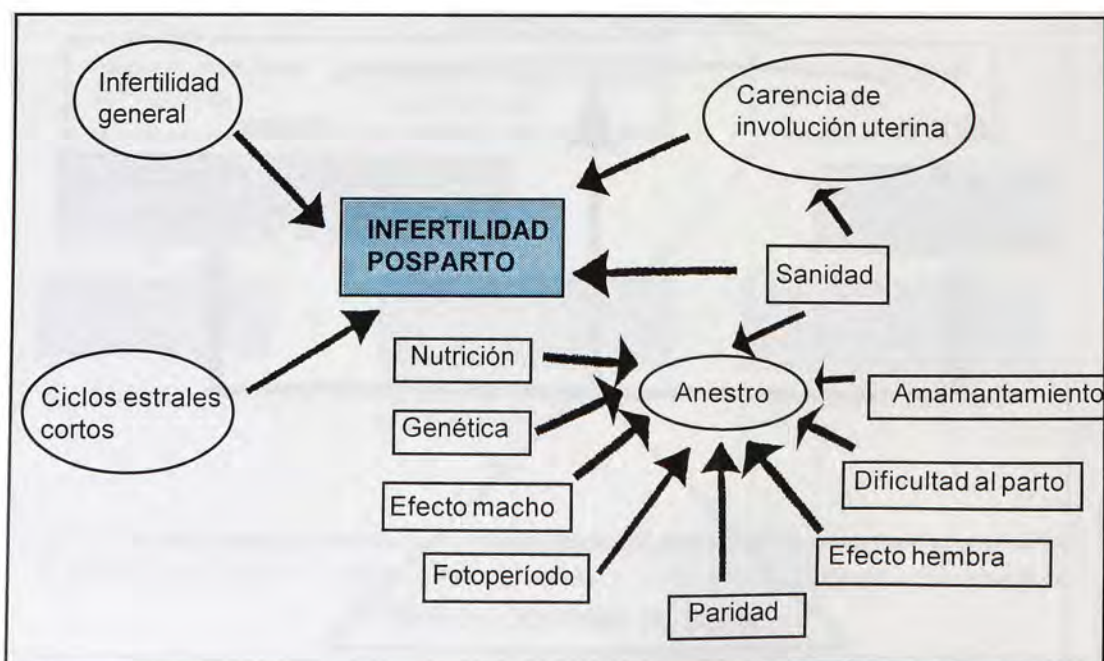 Infertilidad
general
Carencia de
involución uterina
INFERTILIDAD
POSPARTO
Sanidad
Nutrición
Anestro
Amamantamiento
Ciclos estrales
cortos
Genética
Dificultad al parto
Efecto macho
Efecto hembra
Fotoperíodo
Paridad